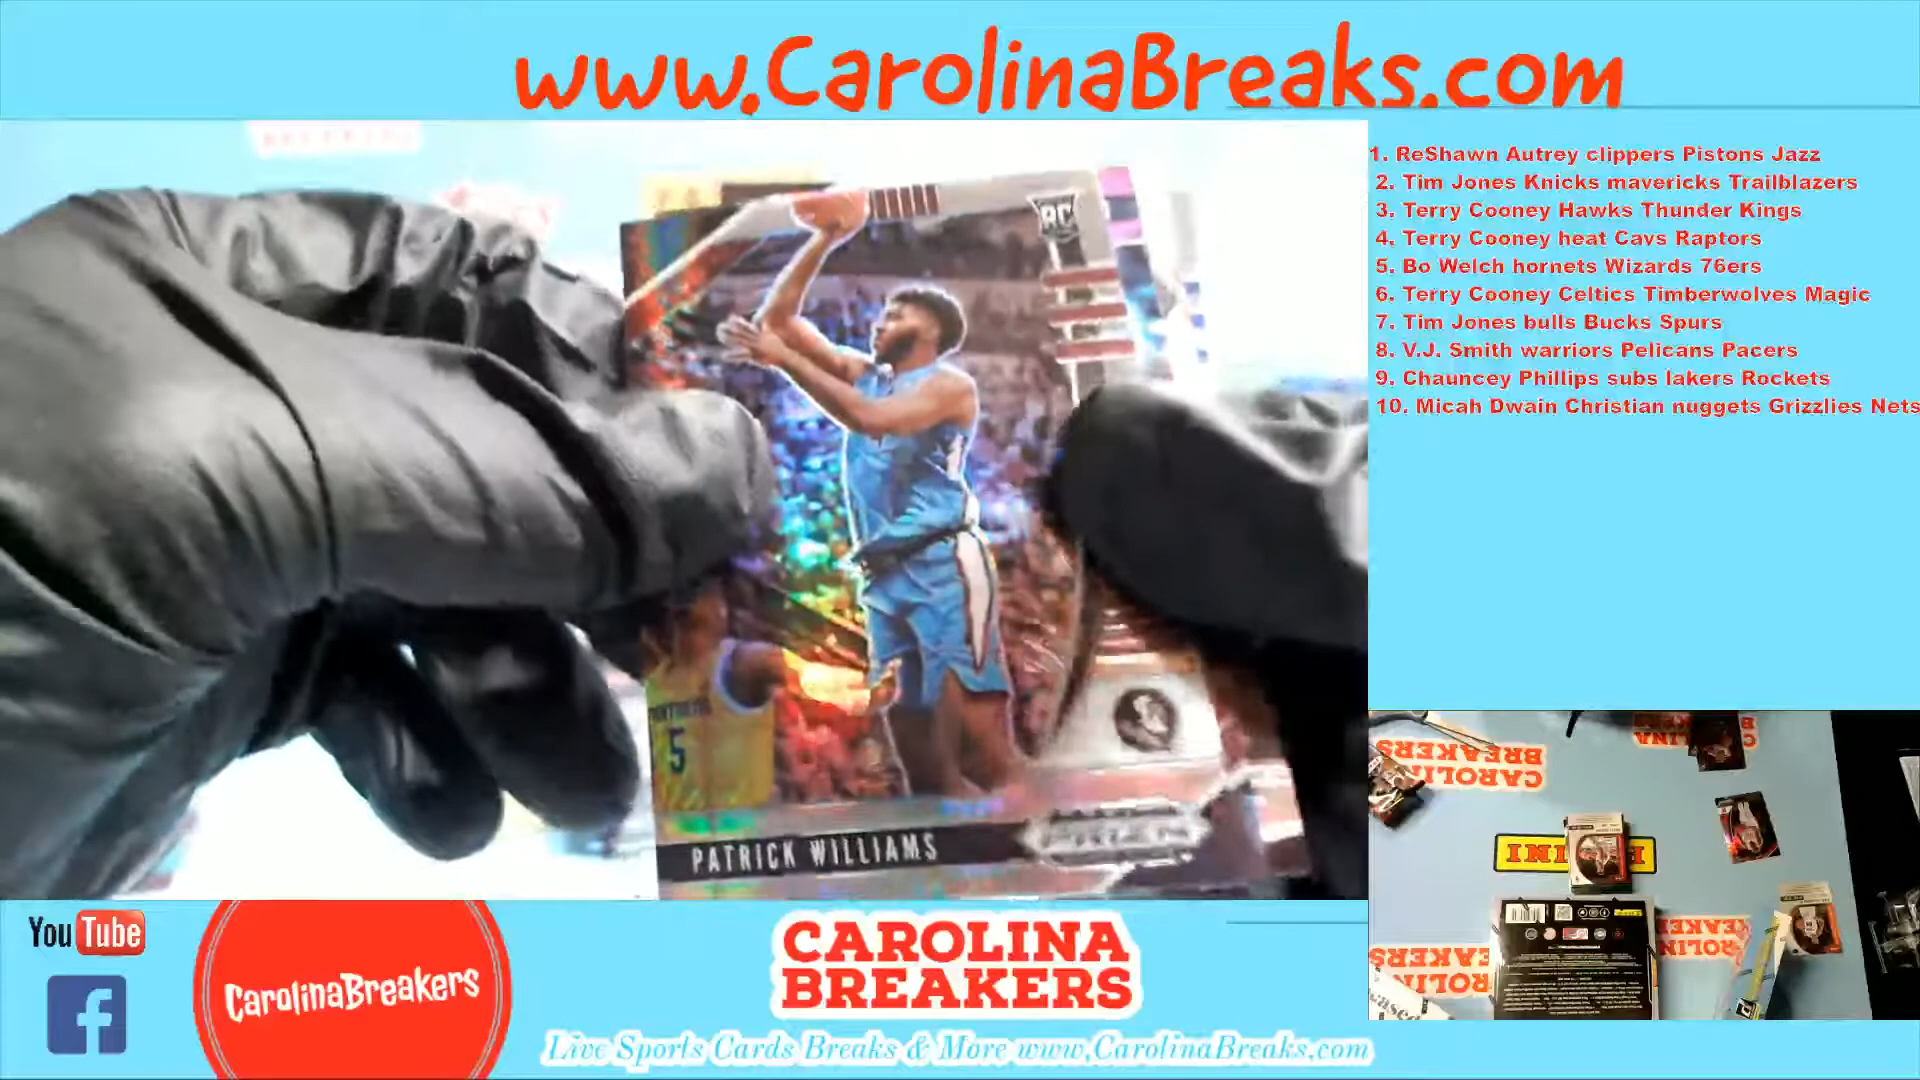 www.CarolinaBreaks.com
1. ReShawn Autrey clippers Pistons Jazz
2. Tim Jones Knicks mavericks Trailblazers
3. Terry Cooney Hawks Thunder Kings
4. Terry Cooney heat Cavs Raptors
5. Bo Welch hornets Wizards 76ers
6. Terry Cooney Celtics Timberwolves Magic
7. Tim Jones bulls Bucks Spurs
8. V.J. Smith warriors Pelicans Pacers
9. Chauncey Phillips subs lakers Rockets
10. Micah Dwain Christian nuggets Grizzlies Nets
RC
5
PATRICK WILLIAMS
PRIZM
CAROLINA
BREAKERS
YouTube
CarolinaBreakers
CAROLINA
BREAKERS
Live Sports Cards Breaks & More www.CarolinaBreaks.com